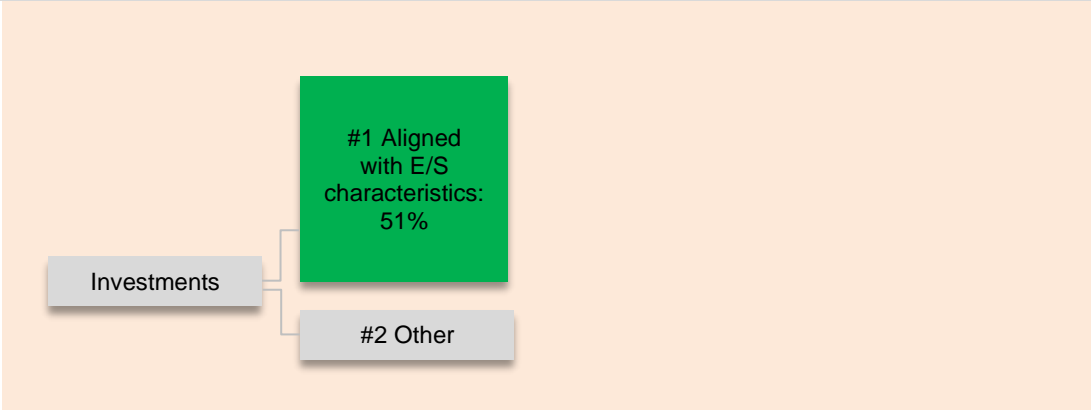 #1 Aligned
with E/S
characteristics:
51%
Investments
#2 Other